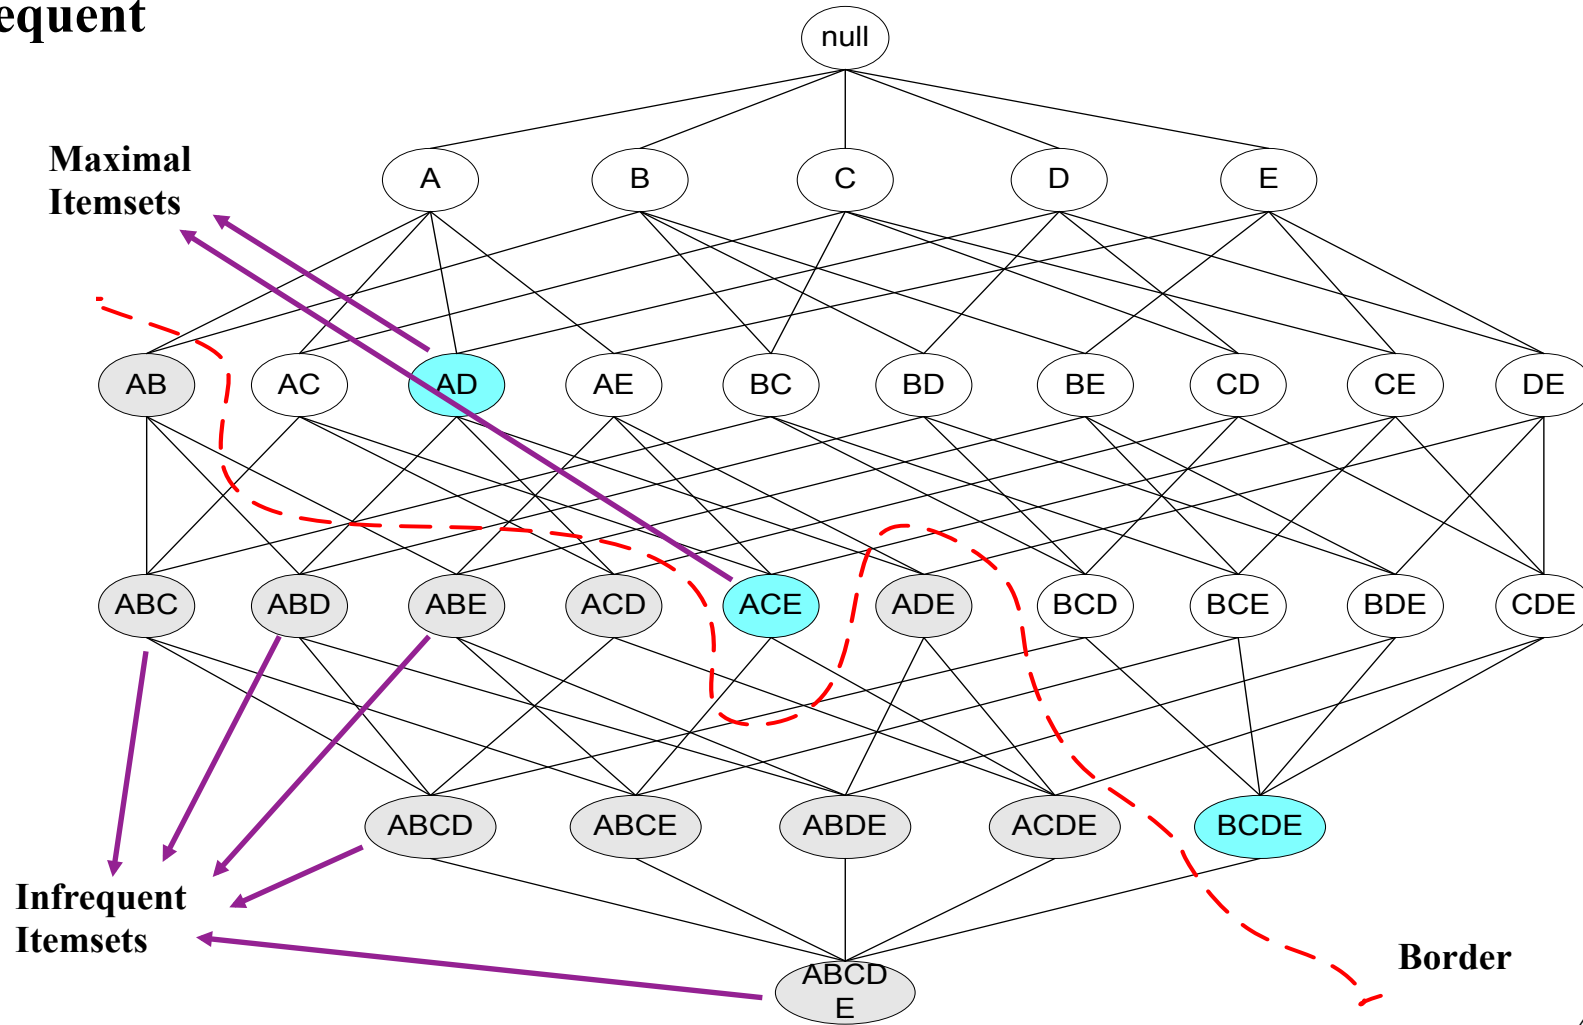 equent
null
Maximal
Itemsets
A B C D E
AB AC AD AE BC BD BE CD CE DE
ABC ABD ABE ACD ACE ADE BCD BCE BDE CDE
ABCD ABCE ABDE ACDE BCDE
Infrequent
Itemsets
Border
ABCD
E